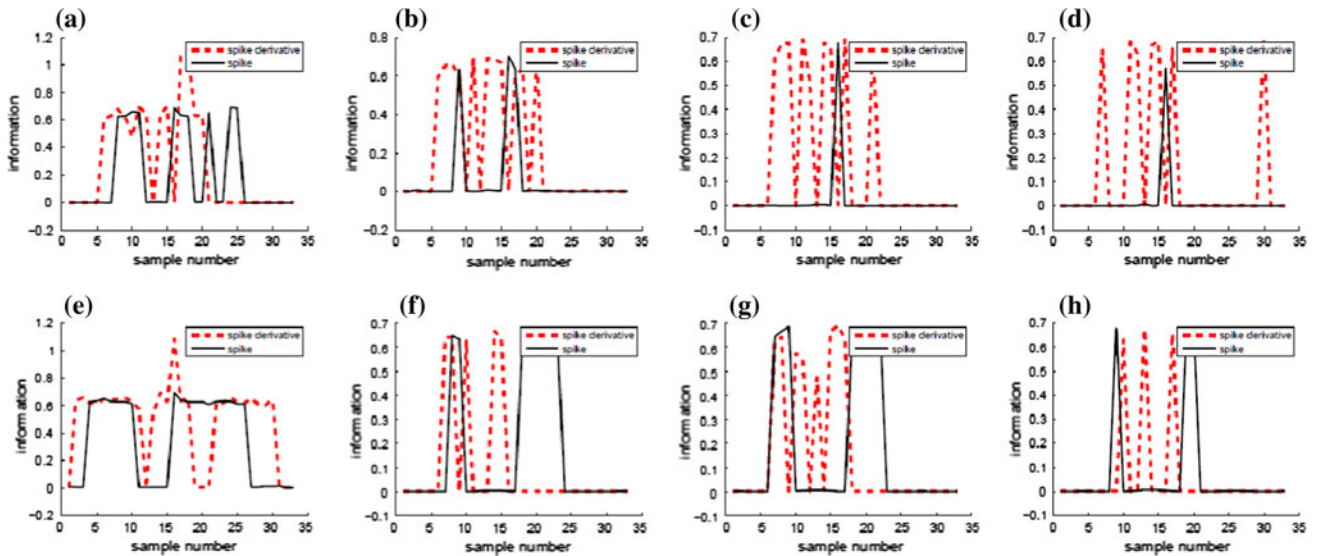 (a) (b) (c) (d)
1.2 0.8 0.7 0.7
spike derivative spike derivative spike derivative spike derivative
spike spike spike spike
1 0.6 0.6
0.8 0.6 0.5 0.5
0.6 0.4 0.4 0.4
0.4 0.2 0.3 0.3
0.2 0.2 0.2
0 0 0.1 0.1
0 0
−0.2 −0.2 −0.1 −0.1
information information information information
0 5 10 15 20 25 30 35 0 5 10 15 20 25 30 35 0 5 10 15 20 25 30 35 0 5 10 15 20 25 30 35
sample number sample number sample number sample number
(e) (f) (g) (h)
1.2 0.7 0.7 0.7
spike derivative spike derivative spike derivative spike derivative
spike spike spike spike
1 0.6 0.6 0.6
0.8 0.5 0.5 0.5
0.6 0.4 0.4 0.4
0.4 0.3 0.3 0.3
0.2 0.2 0.2 0.2
0 0.1 0.1 0.1
0 0 0
−0.2 −0.1 −0.1 −0.1
information information information information
0 5 10 15 20 25 30 35 0 5 10 15 20 25 30 35 0 5 10 15 20 25 30 35 0 5 10 15 20 25 30 35
sample number sample number sample number sample number